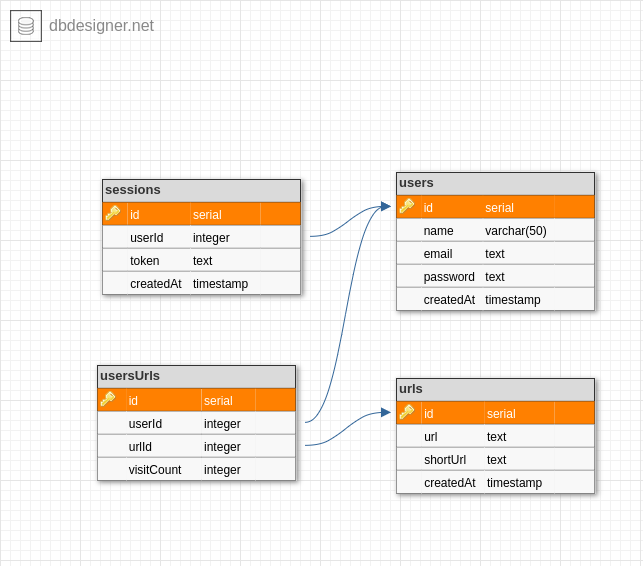 dbdesigner.net
sessions
id serial
userId integer
token text
createdAt timestamp
users
id serial
name varchar(50)
email text
password text
createdAt timestamp
usersUrls
id serial
userId integer
urlId integer
visitCount integer
urls
id serial
url text
shortUrl text
createdAt timestamp